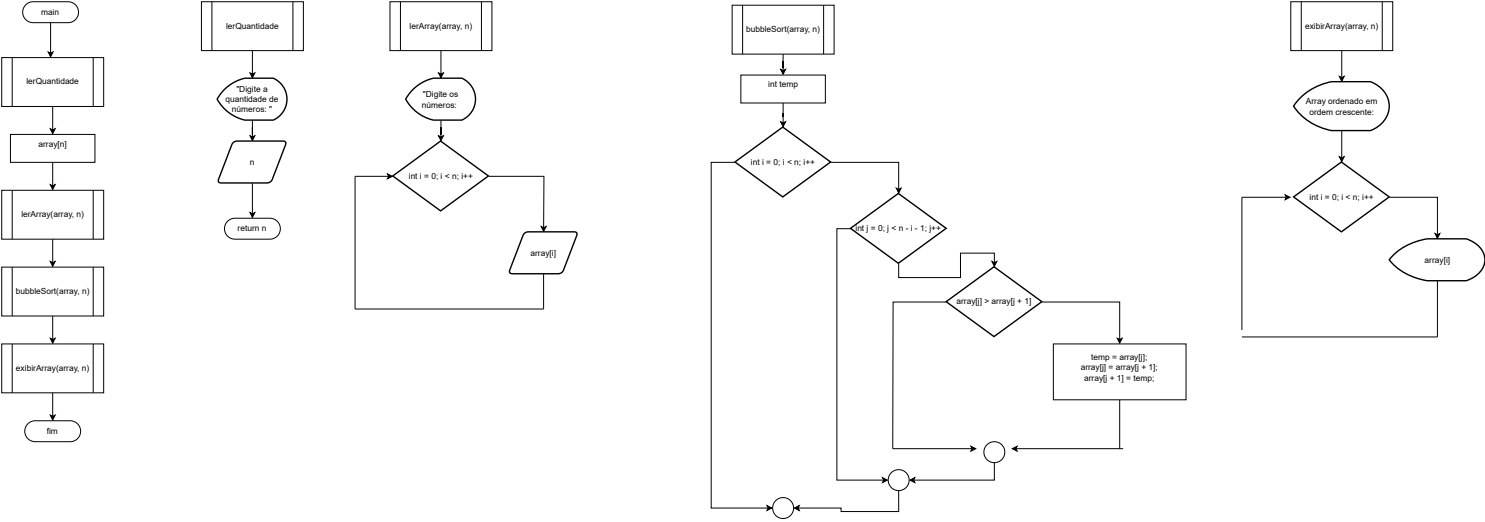 main
lerQuantidade
array[n]
lerArray(array, n)
bubbleSort(array, n)
exibirArray(array, n)
fim
lerQuantidade
"Digite a
quantidade de
números: "
n
return n
lerArray(array, n)
"Digite os
números:
int i = 0; i < n; i++
array[i]
bubbleSort(array, n)
int temp
int i = 0; i < n; i++
int j = 0; j < n - i - 1; j++
array[j] > array[j + 1]
temp = array[j];
array[j] = array[j + 1];
array[j + 1] = temp;
exibirArray(array, n)
Array ordenado em
ordem crescente:
int i = 0; i < n; i++
array[i]